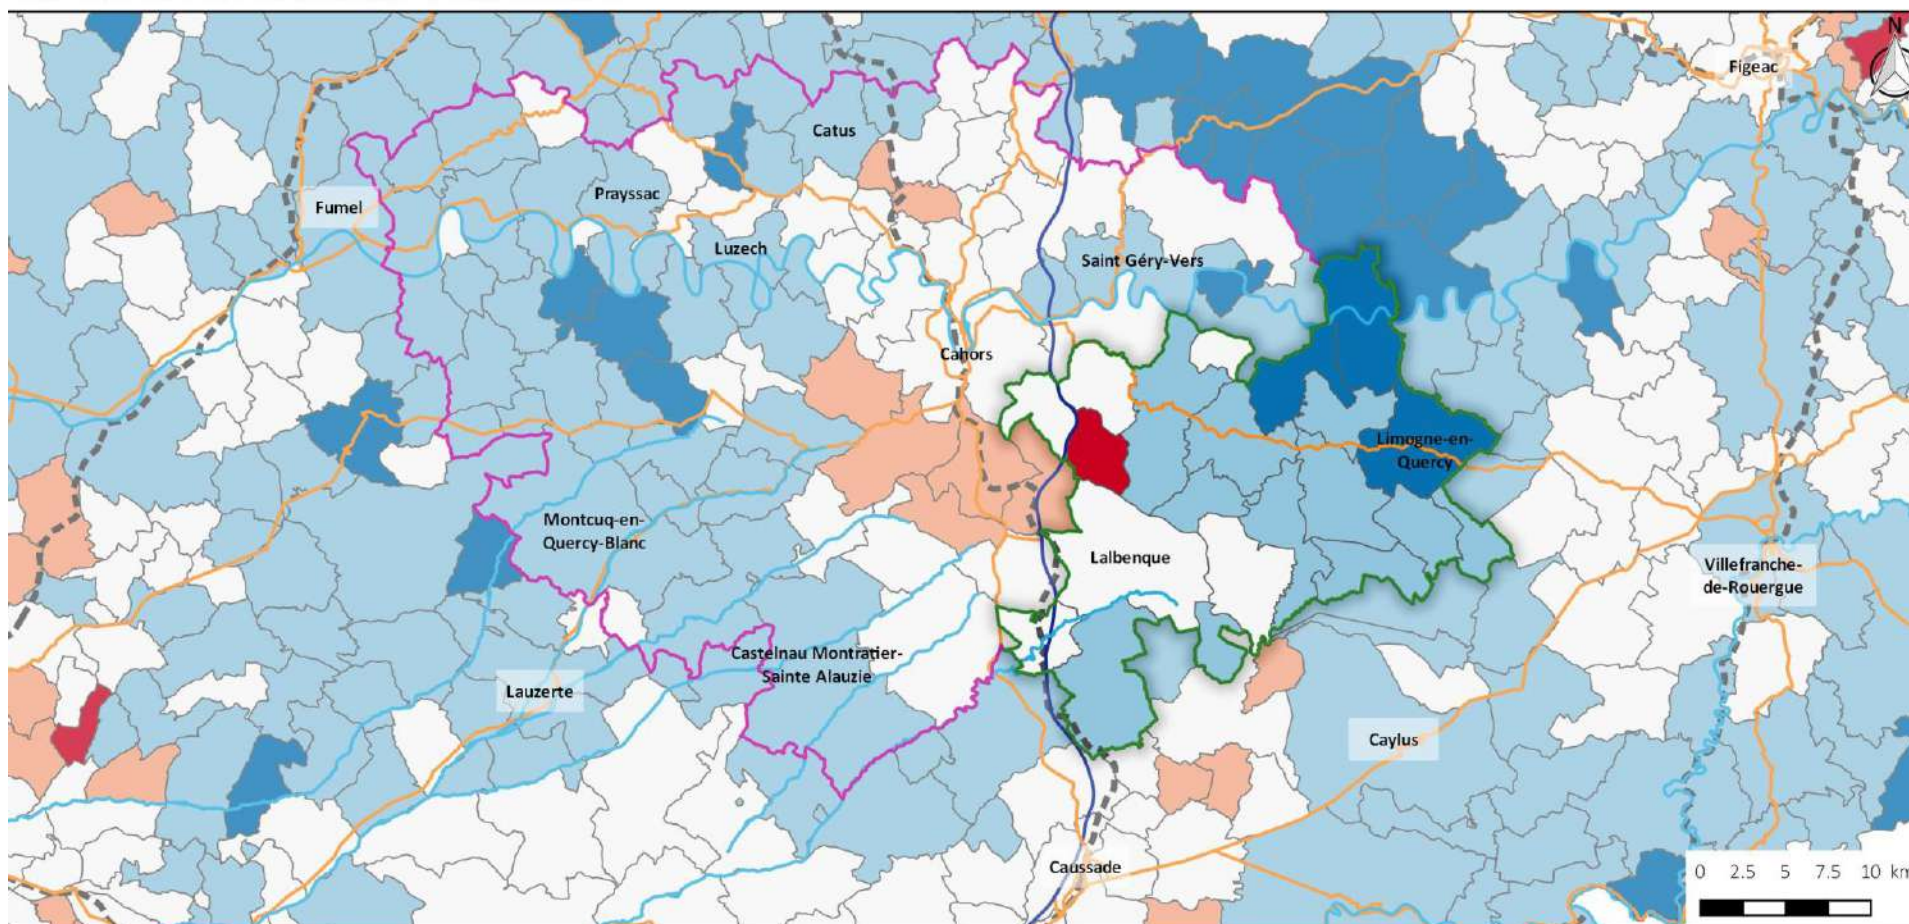 N
Figeac
Catus
Prayssac
Fumel
Luzech
Saint Géry-Vers
Cahors
Limogne-en-
Quercy
Montcuq-en-
Quercy-Blanc
Lalbenque
Villefranche-
de-Rouergue
Castelnau Montratier-
Sainte Alauzie
Lauzerte
Caylus
Caussade
0 2.5 5 7.5 10 km